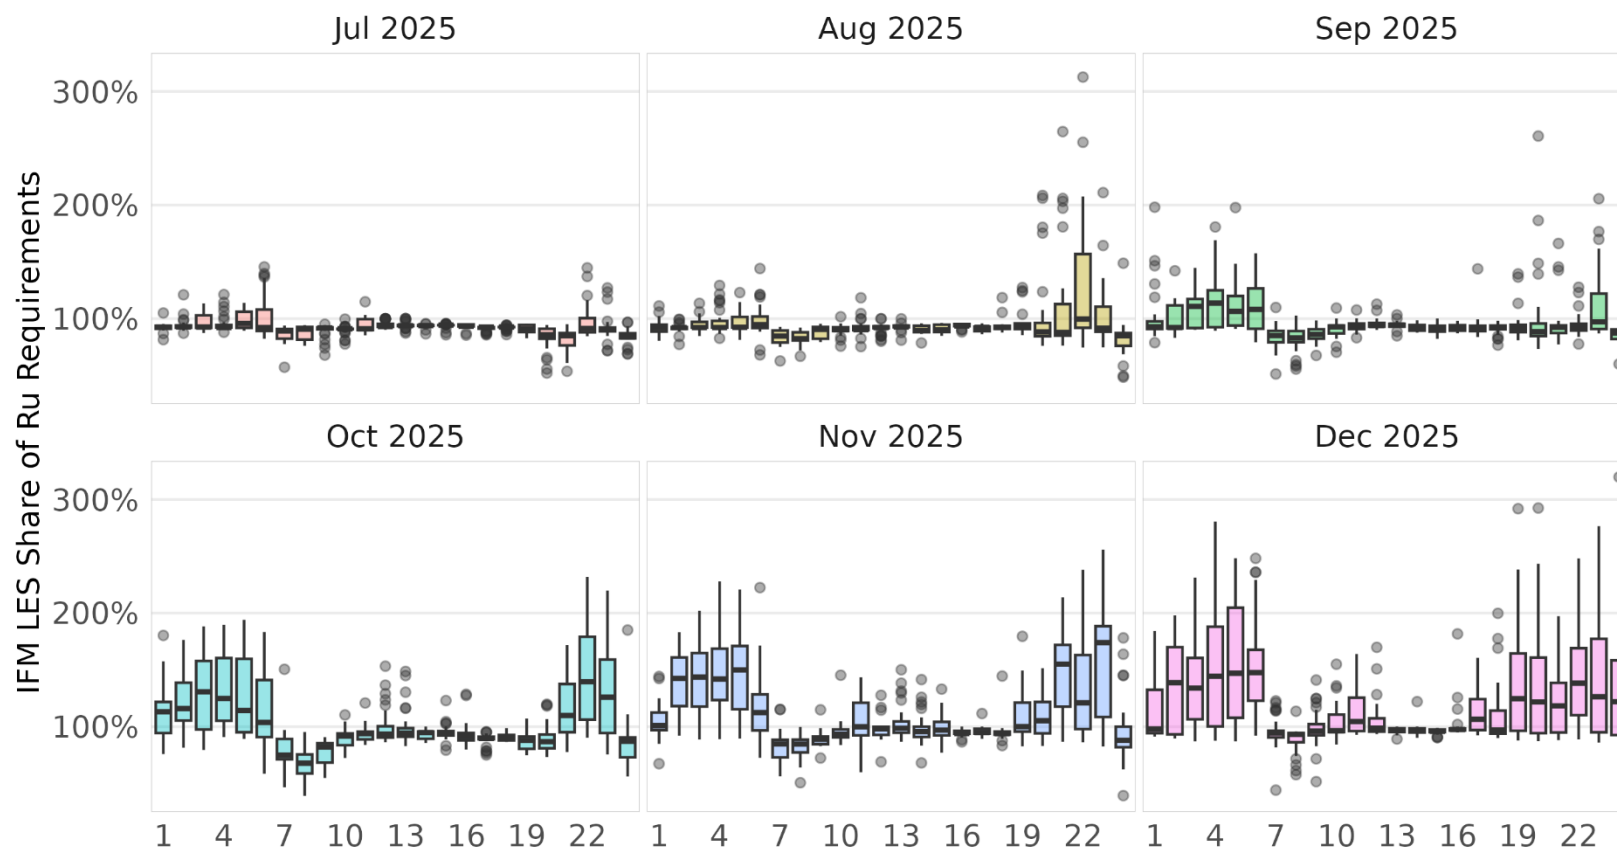 Jul 2025 Aug 2025 Sep 2025
300%
200%
100%
IFM LES Share of Ru Requirements
Oct 2025 Nov 2025 Dec 2025
300%
200%
100%
1 4 7 10 13 16 19 22 1 4 7 10 13 16 19 22 1 4 7 10 13 16 19 22